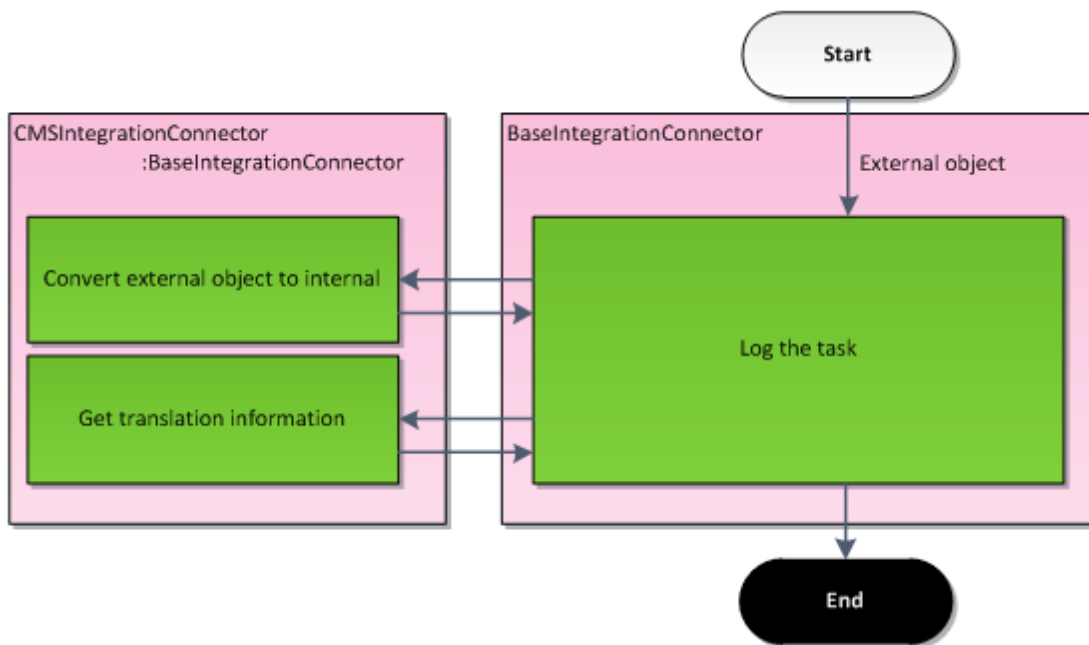 Start
CMSIntegrationConnector
:BaseIntegrationConnector
BaseIntegrationConnector
External object
Convert external object to internal
Log the task
Get translation information
End